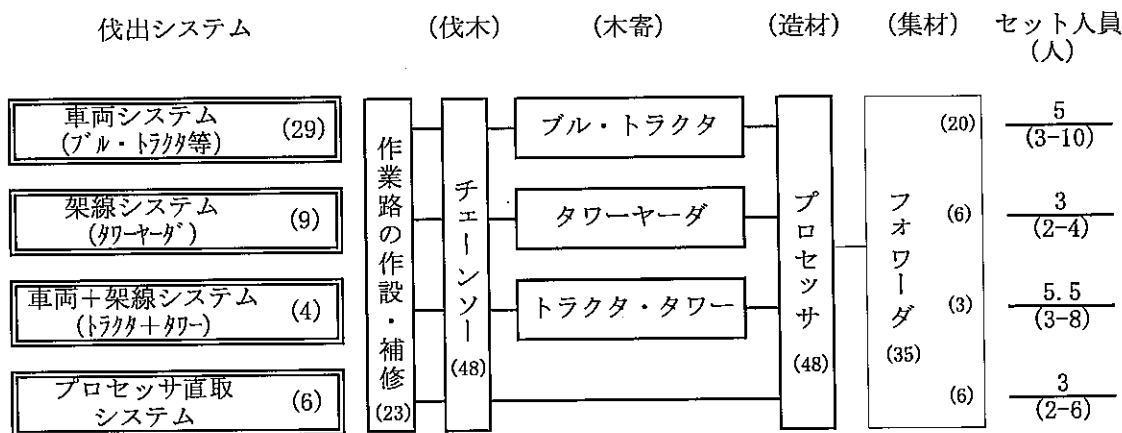 伐出システム (伐木) (木寄) (造材) (集材) セット人員
(人)
車両システム
(ブル・トラクタ等) (29)
架線システム
(タワーヤーダ) (9)
車両＋架線システム
(トラクタ＋タワー) (4)
プロセッサ直取
システム (6)
作業路の作設・補修
(23)
チェーンソー
(48)
ブル・トラクタ
タワーヤーダ
トラクタ・タワー
プロセッサ
(48)
フォワーダ
(35)
(20)
(6)
(3)
(6)
5
(3-10)
3
(2-4)
5.5
(3-8)
3
(2-6)